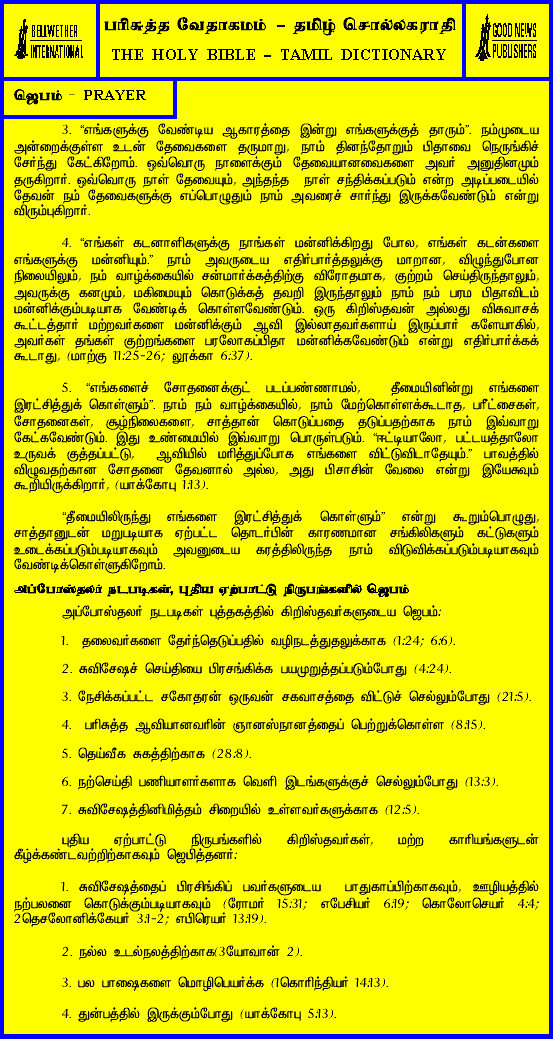 BELLWETHER
INTERNATIONAL
பரிசுத்த வேதாகமம் - தமிழ் சொல்லகராதி
THE HOLY BIBLE – TAMIL DICTIONARY
GOOD NEWS
PUBLISHERS
ஜெபம் - PRAYER
3. “எங்களுக்கு வேண்டிய ஆகாரத்தை இன்று எங்களுக்குத் தாரும்”. நம்முடைய
அன்றைக்குள்ள உடன் தேவைகளை தருமாறு, நாம் தினந்தோறும் பிதாவை நெருங்கிச்
சேர்ந்து கேட்கிறோம். ஒவ்வொரு நாளைக்கும் தேவையானவைகளை அவர் அனுதினமும்
தருகிறார். ஒவ்வொரு நாள் தேவையும், அந்தந்த நாள் சந்திக்கப்படும் என்ற அடிப்படையில்
தேவன் நம் தேவைகளுக்கு எப்பொழுதும் நாம் அவரைச் சார்ந்து இருக்கவேண்டும் என்று
விரும்புகிறார்.
4. “எங்கள் கடனாளிகளுக்கு நாங்கள் மன்னிக்கிறது போல, எங்கள் கடன்களை
எங்களுக்கு மன்னியும்.” நாம் அவருடைய எதிர்பார்த்தலுக்கு மாறான, விழுந்துபோன
நிலையிலும், நம் வாழ்க்கையில் சன்மார்க்கத்திற்கு விரோதமாக, குற்றம் செய்திருந்தாலும்,
அவருக்கு கனமும், மகிமையும் கொடுக்கத் தவறி இருந்தாலும் நாம் நம் பரம பிதாவிடம்
மன்னிக்கும்படியாக வேண்டிக் கொள்ளவேண்டும். ஒரு கிறிஸ்தவன் அல்லது விசுவாசக்
கூட்டத்தார் மற்றவர்களை மன்னிக்கும் ஆவி இல்லாதவர்களாய் இருப்பார் களேயாகில்,
அவர்கள் தங்கள் குற்றங்களை பரலோகப்பிதா மன்னிக்கவேண்டும் என்று எதிர்பார்க்கக்
கூடாது, (மாற்கு 11:25-26; லூக்கா 6:37).
5. “எங்களைச் சோதனைக்குட் படப்பண்ணாமல், தீமையினின்று எங்களை
இரட்சித்துக் கொள்ளும்”. நாம் நம் வாழ்க்கையில், நாம் மேற்கொள்ளக்கூடாத, பரீட்சைகள்,
சோதனைகள், சூழ்நிலைகளை, சாத்தான் கொடுப்பதை தடுப்பதற்காக நாம் இவ்வாறு
கேட்கவேண்டும். இது உண்மையில் இவ்வாறு பொருள்படும். “ஈட்டியாலோ, பட்டயத்தாலோ
உருவக் குத்தப்பட்டு, ஆவியில் மரித்துப்போக எங்களை விட்டுவிடாதேயும்.” பாவத்தில்
விழுவதற்கான சோதனை தேவனால் அல்ல, அது பிசாசின் வேலை என்று இயேசுவும்
கூறியிருக்கிறார், (யாக்கோபு 1:13).
“தீமையிலிருந்து எங்களை இரட்சித்துக் கொள்ளும்” என்று கூறும்பொழுது,
சாத்தானுடன் மறுபடியாக ஏற்பட்ட தொடர்பின் காரணமான சங்கிலிகளும் கட்டுகளும்
உடைக்கப்படும்படியாகவும் அவனுடைய கரத்திலிருந்த நாம் விடுவிக்கப்படும்படியாகவும்
வேண்டிக்கொள்ளுகிறோம்.
அப்போஸ்தலர் நடபடிகள், புதிய ஏற்பாட்டு நிருபங்களில் ஜெபம்
அப்போஸ்தலர் நடபடிகள் புத்தகத்தில் கிறிஸ்தவர்களுடைய ஜெபம்:
1. தலைவர்களை தேர்ந்தெடுப்பதில் வழிநடத்துதலுக்காக (1:24; 6:6).
2. சுவிசேஷச் செய்தியை பிரசங்கிக்க பயமுறுத்தப்படும்போது (4:24).
3. நேசிக்கப்பட்ட சகோதரன் ஒருவன் சகவாசத்தை விட்டுச் செல்லும்போது (21:5).
4. பரிசுத்த ஆவியானவரின் ஞானஸ்நானத்தைப் பெற்றுக்கொள்ள (8:15).
5. தெய்வீக சுகத்திற்காக (28:8).
6. நற்செய்தி பணியாளர்களாக வெளி இடங்களுக்குச் செல்லும்போது (13:3).
7. சுவிசேஷத்தினிமித்தம் சிறையில் உள்ளவர்களுக்காக (12:5).
புதிய ஏற்பாட்டு நிருபங்களில் கிறிஸ்தவர்கள், மற்ற காரியங்களுடன்
கீழ்க்கண்டவற்றிற்காகவும் ஜெபித்தனர்:
1. சுவிசேஷத்தைப் பிரசிங்கிப் பவர்களுடைய பாதுகாப்பிற்காகவும், ஊழியத்தில்
நற்பலனை கொடுக்கும்படியாகவும் (ரோமர் 15:31; எபேசியர் 6:19; கொலோசெயர் 4:4;
2தெசலோனிக்கேயர் 3:1-2; எபிரெயர் 13:19).
2. நல்ல உடல்நலத்திற்காக(3யோவான் 2).
3. பல பாஷைகளை மொழிபெயர்க்க (1கொரிந்தியர் 14:13).
4. துன்பத்தில் இருக்கும்போது (யாக்கோபு 5:13).